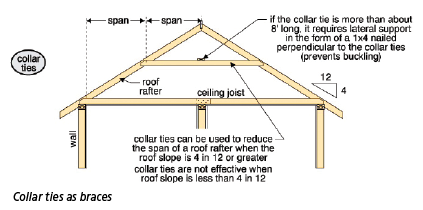 span
span
if the collar tie is more than about
8' long, it requires lateral support
in the form of a 1x4 nailed
perpendicular to the collar ties
(prevents buckling)
collar
ties
12
4
roof
rafter
ceiling joist
wall
collar ties can be used to reduce
the span of a roof rafter when the
roof slope is 4 in 12 or greater
collar ties are not effective when
roof slope is less than 4 in 12
Collar ties as braces